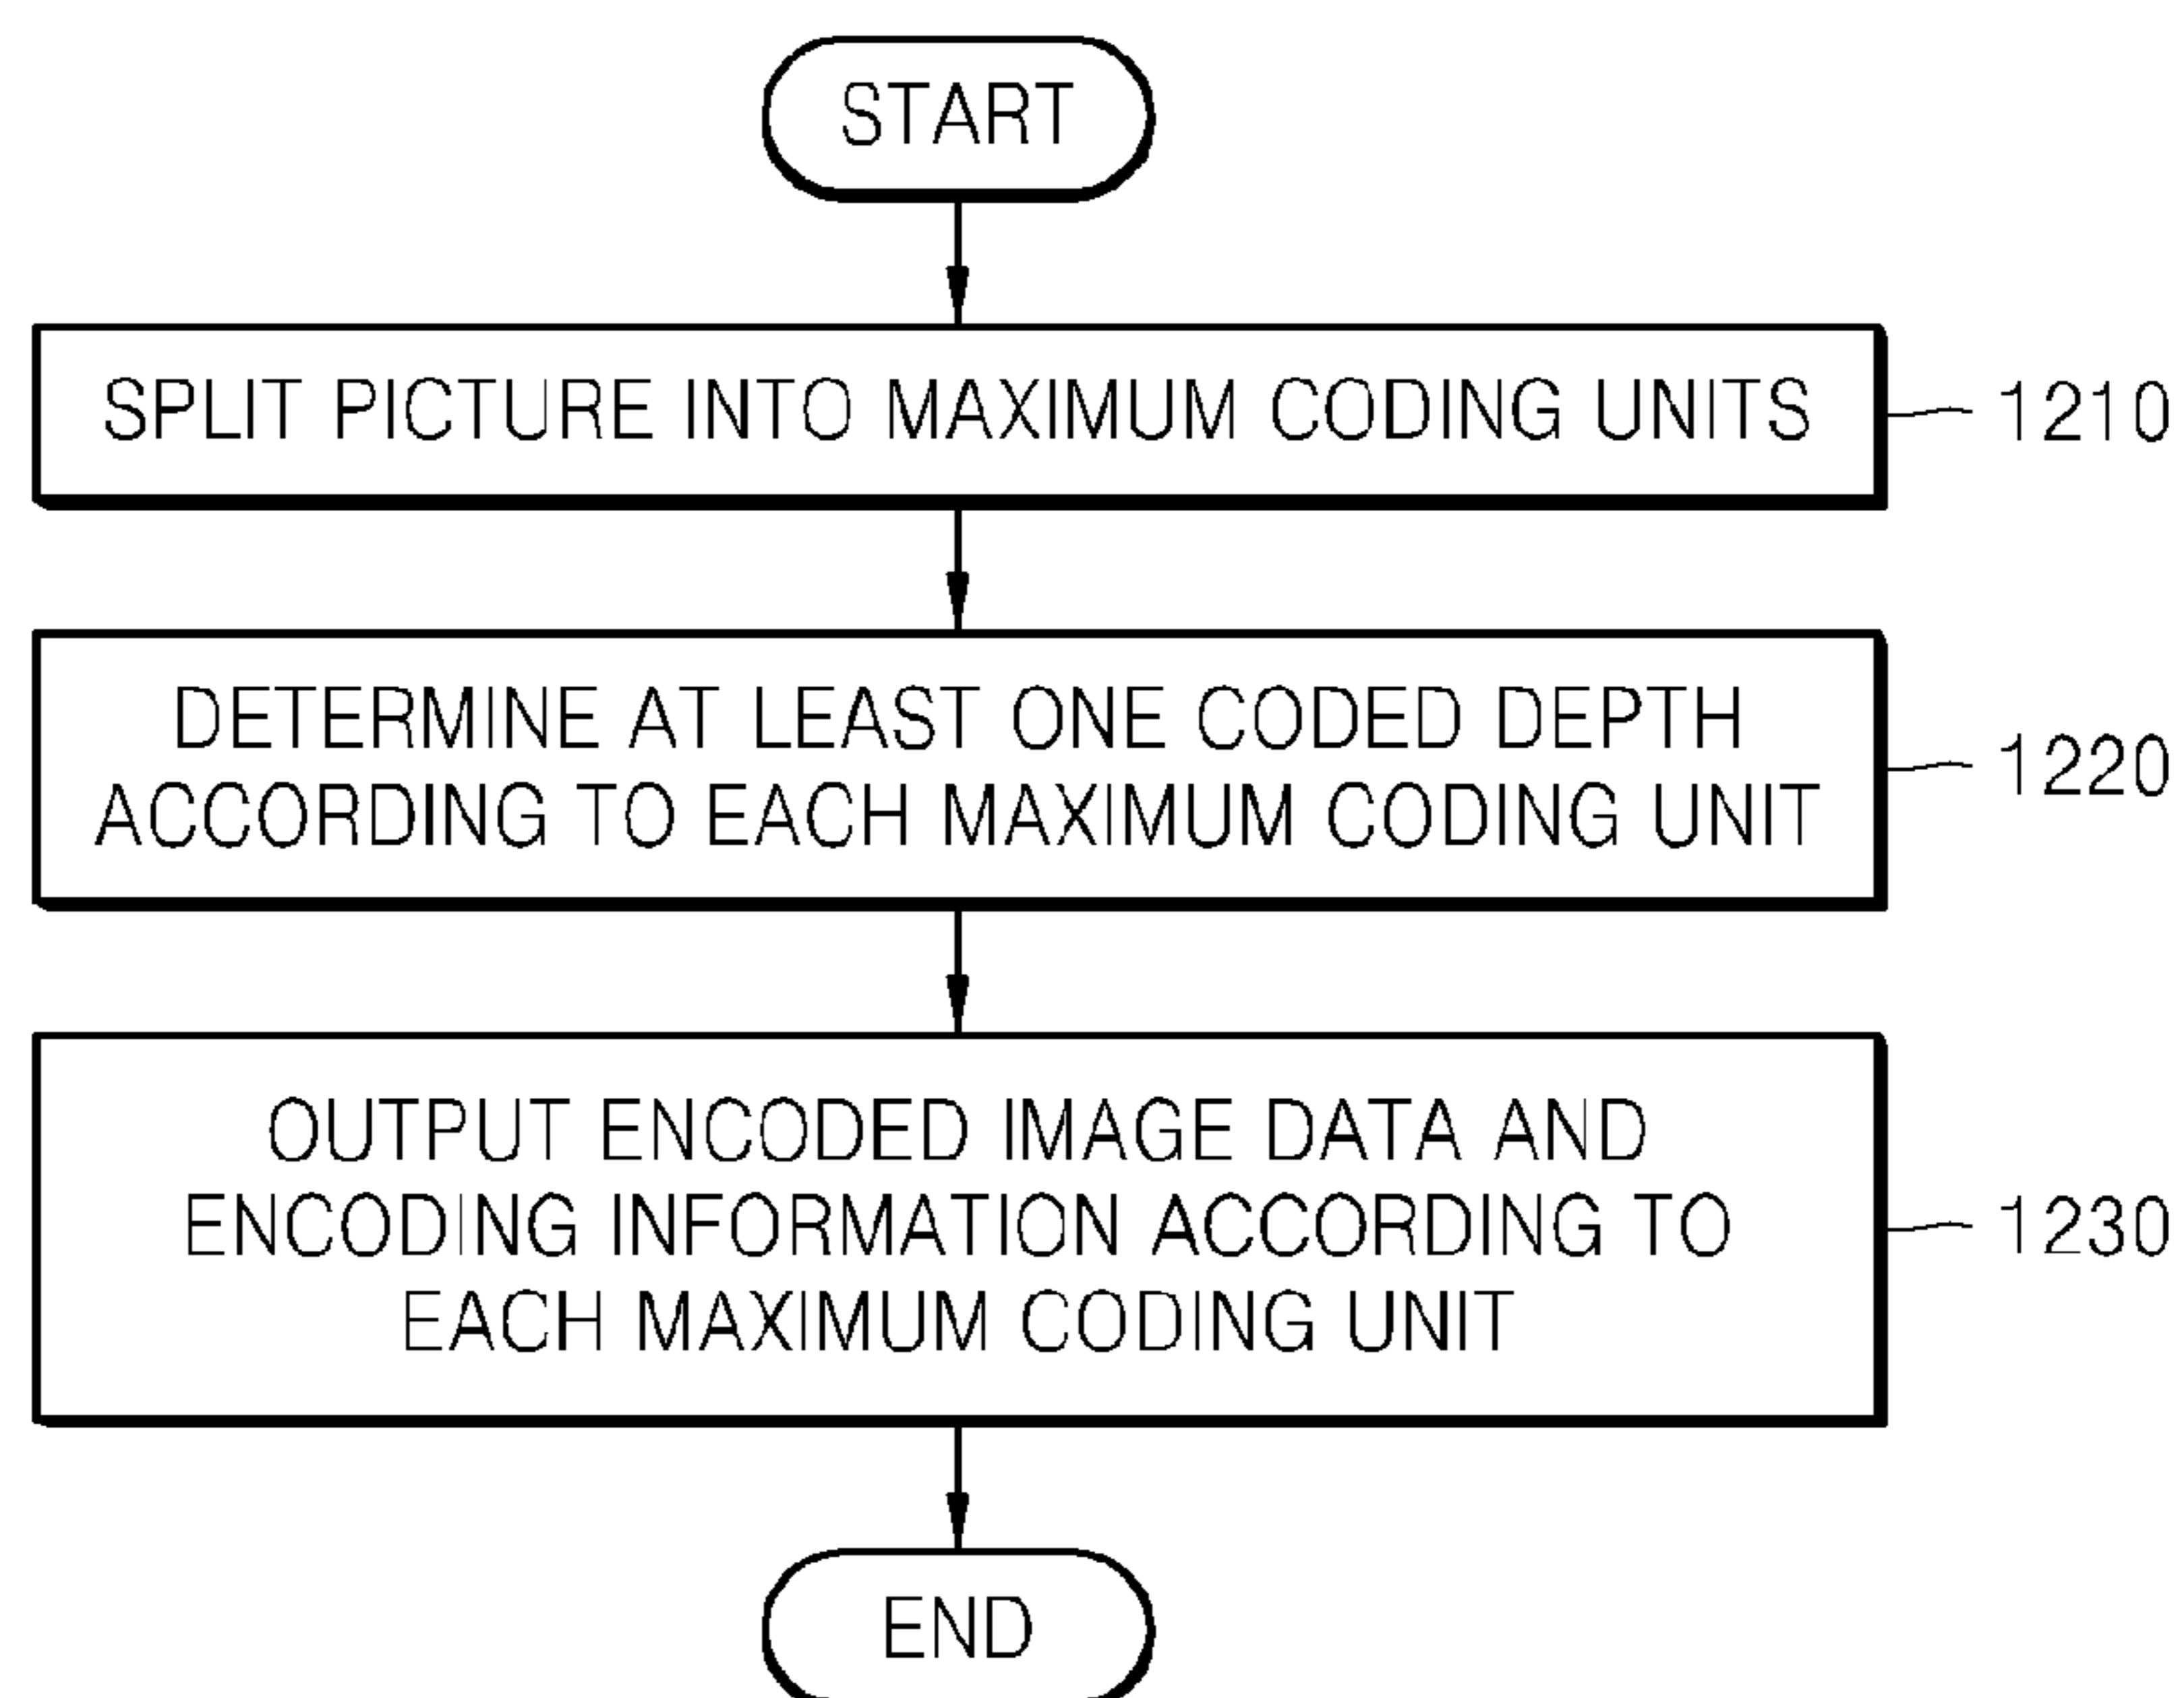 START
SPLIT PICTURE INTO MAXIMUM CODING UNITS
1210
DETERMINE AT LEAST ONE CODED DEPTH
ACCORDING TO EACH MAXIMUM CODING UNIT
1220
OUTPUT ENCODED IMAGE DATA AND
ENCODING INFORMATION ACCORDING TO
EACH MAXIMUM CODING UNIT
1230
END